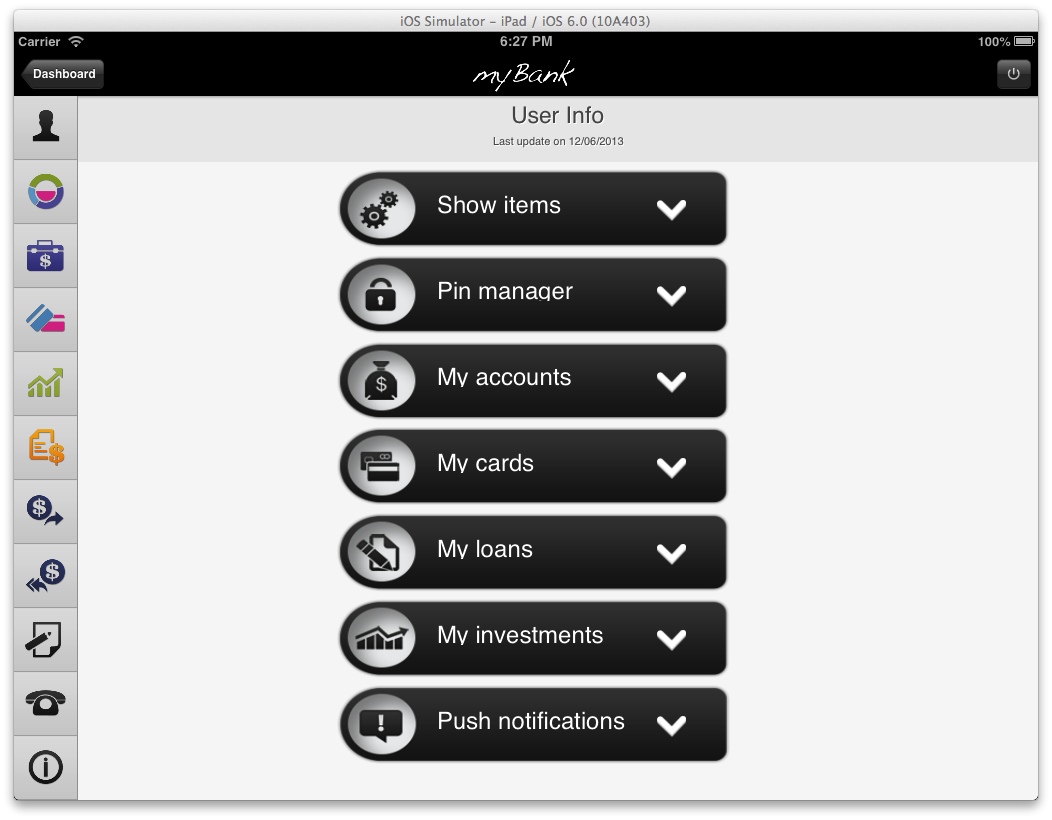 iOS Simulator - iPad / iOS 6.0 (10A403)
Carrier 6:27 PM 100%
Dashboard myBank
User Info
Last update on 12/06/2013
Show items
Pin manager
My accounts
My cards
My loans
My investments
Push notifications